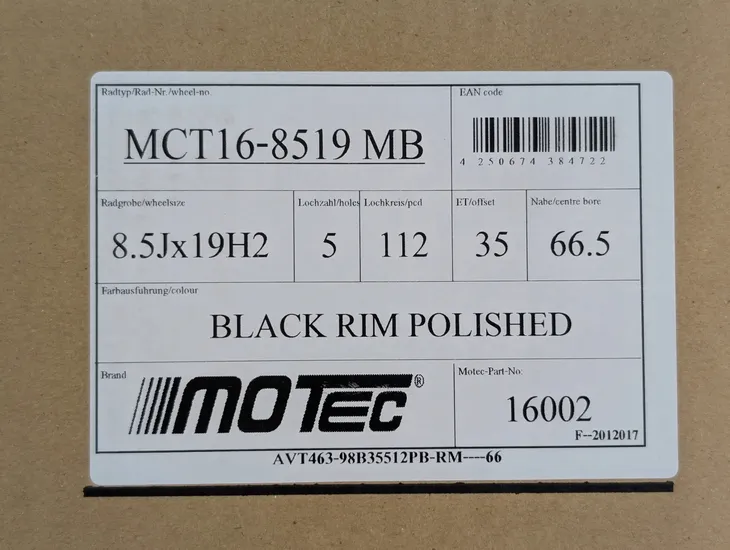 Radtyp/Rad-Nr./wheel-no.
MCT16-8519 MB
EAN code
4 250674 384722
Radgrobe/wheelsize
8.5Jx19H2
Lochzahl/holes
5
Lochkreis/pcd
112
ET/offset
35
Nabe/centre bore
66.5
Farbausfuhrung/colour
BLACK RIM POLISHED
Brand
MOTEC®
Motec-Part-No:
16002
F--2012017
AVT463-98B35512PB-RM----66